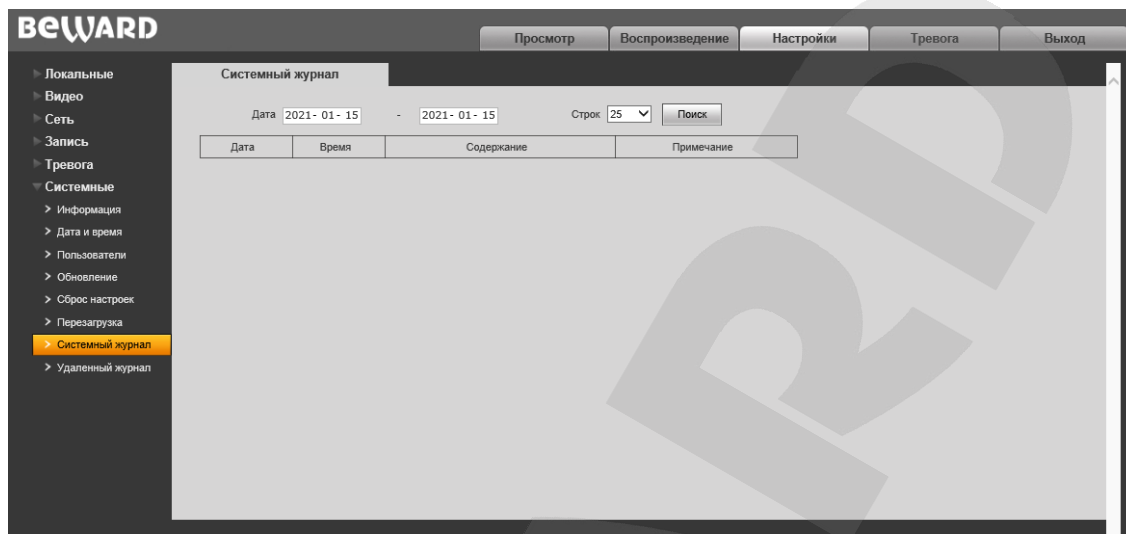 BEWARD
Просмотр Воспроизведение Настройки Тревога Выход
Локальные
Видео
Сеть
Запись
Тревога
Системные
Информация
Дата и время
Пользователи
Обновление
Сброс настроек
Перезагрузка
Системный журнал
Удаленный журнал
Системный журнал
Дата 2021- 01- 15 - 2021- 01- 15 Строк 25 Поиск
Дата Время Содержание Примечание
RD